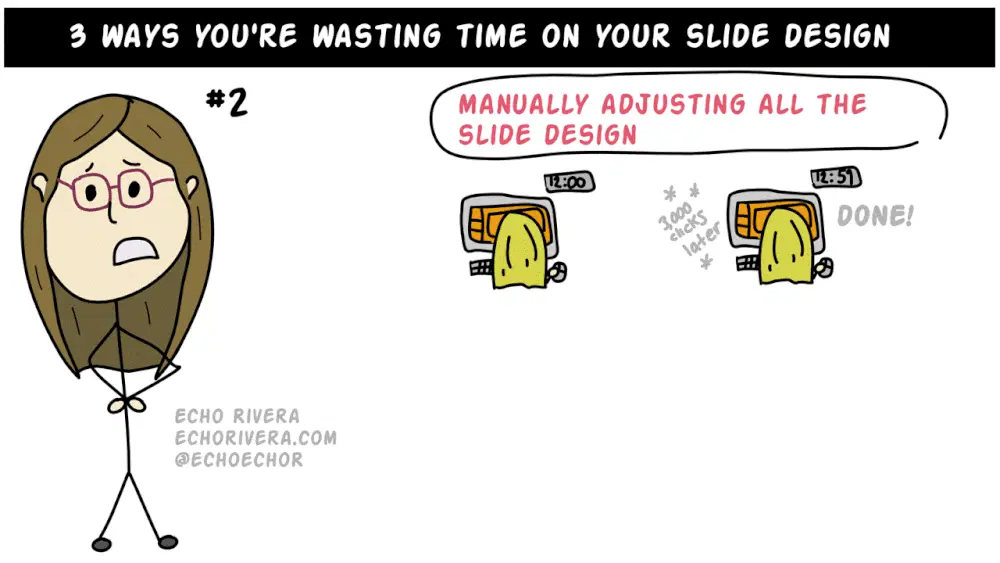 3 WAYS YOU'RE WASTING TIME ON YOUR SLIDE DESIGN
#2
MANUALLY ADJUSTING ALL THE
SLIDE DESIGN
12:00
* *
3,000
clicks
later
*
12:59
DONE!
ECHO RIVERA
ECHORIVERA.COM
@ECHOECHOR